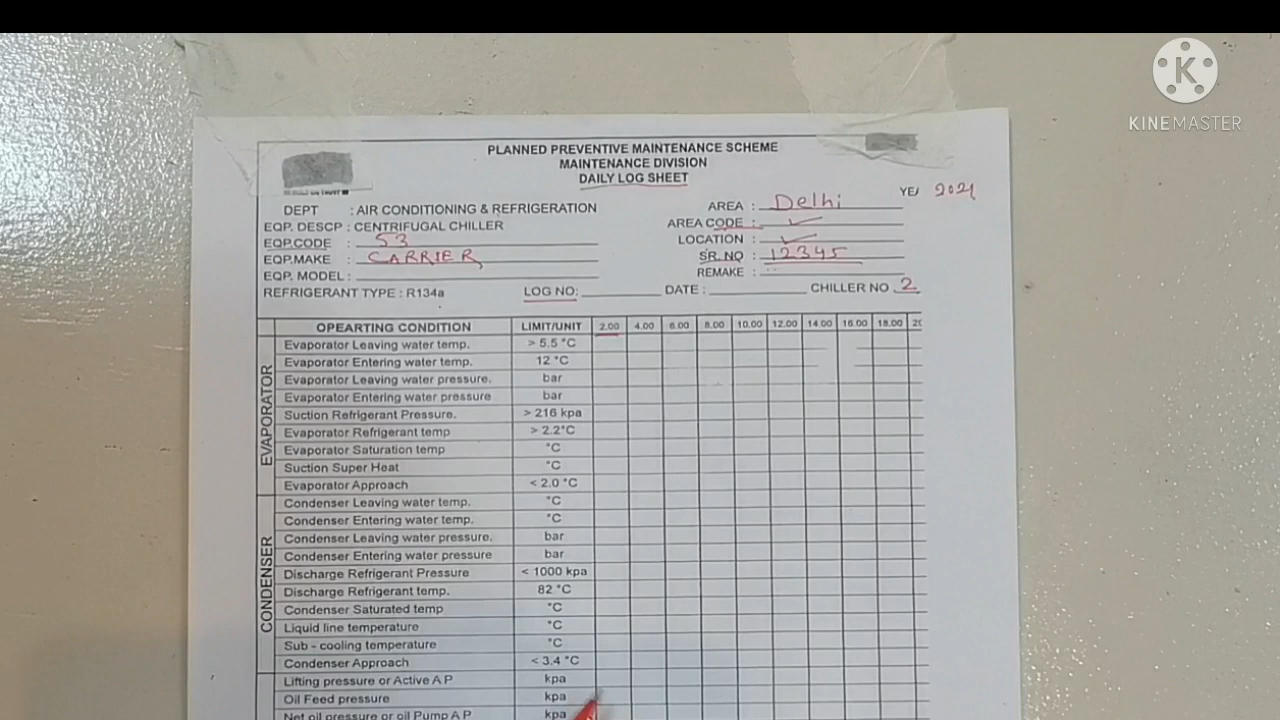 KINEMASTER
PLANNED PREVENTIVE MAINTENANCE SCHEME
MAINTENANCE DIVISION
DAILY LOG SHEET
YE 2021
DEPT : AIR CONDITIONING & REFRIGERATION AREA : Delhi
EQP. DESCP : CENTRIFUGAL CHILLER AREA CODE : ✓
EQP.CODE : 53 LOCATION : ✓
EQP.MAKE : CARRIER SR. NO : 12345
EQP. MODEL : REMAKE :
REFRIGERANT TYPE : R134a LOG NO: DATE : CHILLER NO 2
OPEARTING CONDITION LIMIT/UNIT 2.00 4.00 6.00 8.00 10.00 12.00 14.00 16.00 18.00
EVAPORATOR
Evaporator Leaving water temp. > 5.5 °C
Evaporator Entering water temp. 12 °C
Evaporator Leaving water pressure. bar
Evaporator Entering water pressure bar
Suction Refrigerant Pressure. > 216 kpa
Evaporator Refrigerant temp > 2.2°C
Evaporator Saturation temp °C
Suction Super Heat °C
Evaporator Approach < 2.0 °C
CONDENSER
Condenser Leaving water temp. °C
Condenser Entering water temp. °C
Condenser Leaving water pressure. bar
Condenser Entering water pressure bar
Discharge Refrigerant Pressure < 1000 kpa
Discharge Refrigerant temp. 82 °C
Condenser Saturated temp °C
Liquid line temperature °C
Sub - cooling temperature °C
Condenser Approach < 3.4 °C
Lifting pressure or Active A P kpa
Oil Feed pressure kpa
Net oil pressure or oil Pump A P kpa